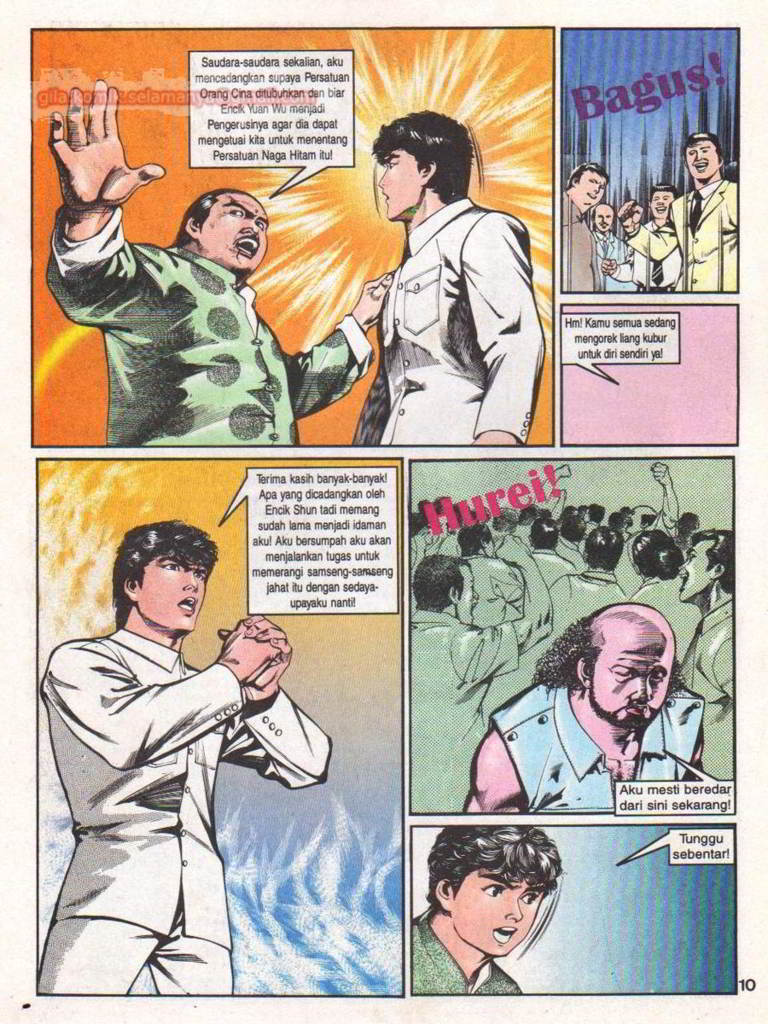 Saudara-saudara sekalian, aku
mencadangkan supaya Persatuan
Orang Cina ditubuhkan dan biar
Encik Yuan Wu menjadi
Pengerusinya agar dia dapat
mengetuai kita untuk menentang
Persatuan Naga Hitam itu!
Bagus!
Hm! Kamu semua sedang
mengorek liang kubur
untuk diri sendiri ya!
Terima kasih banyak-banyak!
Apa yang dicadangkan oleh
Encik Shun tadi memang
sudah lama menjadi idaman
aku! Aku bersumpah aku akan
menjalankan tugas untuk
memerangi samseng-samseng
jahat itu dengan sedaya-
upayaku nanti!
Hurei!
Aku mesti beredar
dari sini sekarang!
Tunggu
sebentar!
10